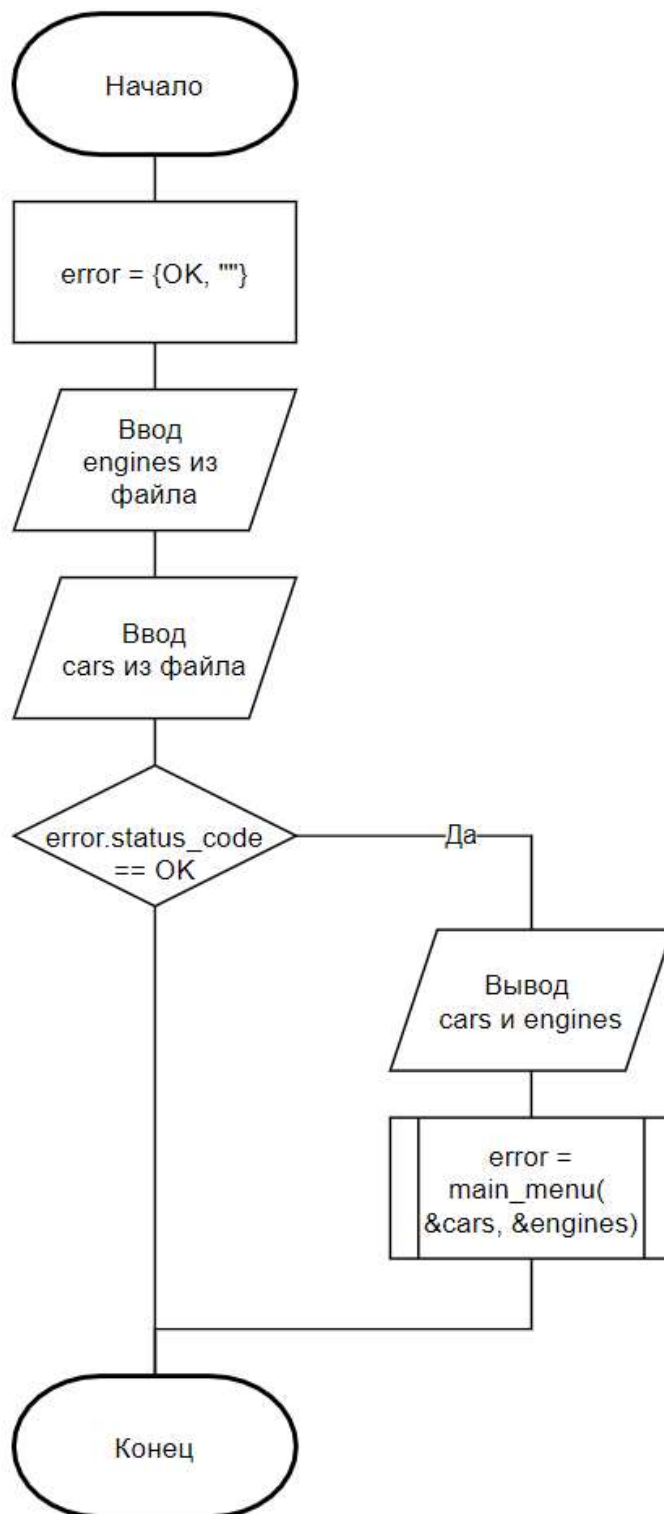 Начало
error = {OK, ""}
Ввод
engines из
файла
Ввод
cars из файла
error.status_code
== OK
Да
Вывод
cars и engines
error =
main_menu(
&cars, &engines)
Конец